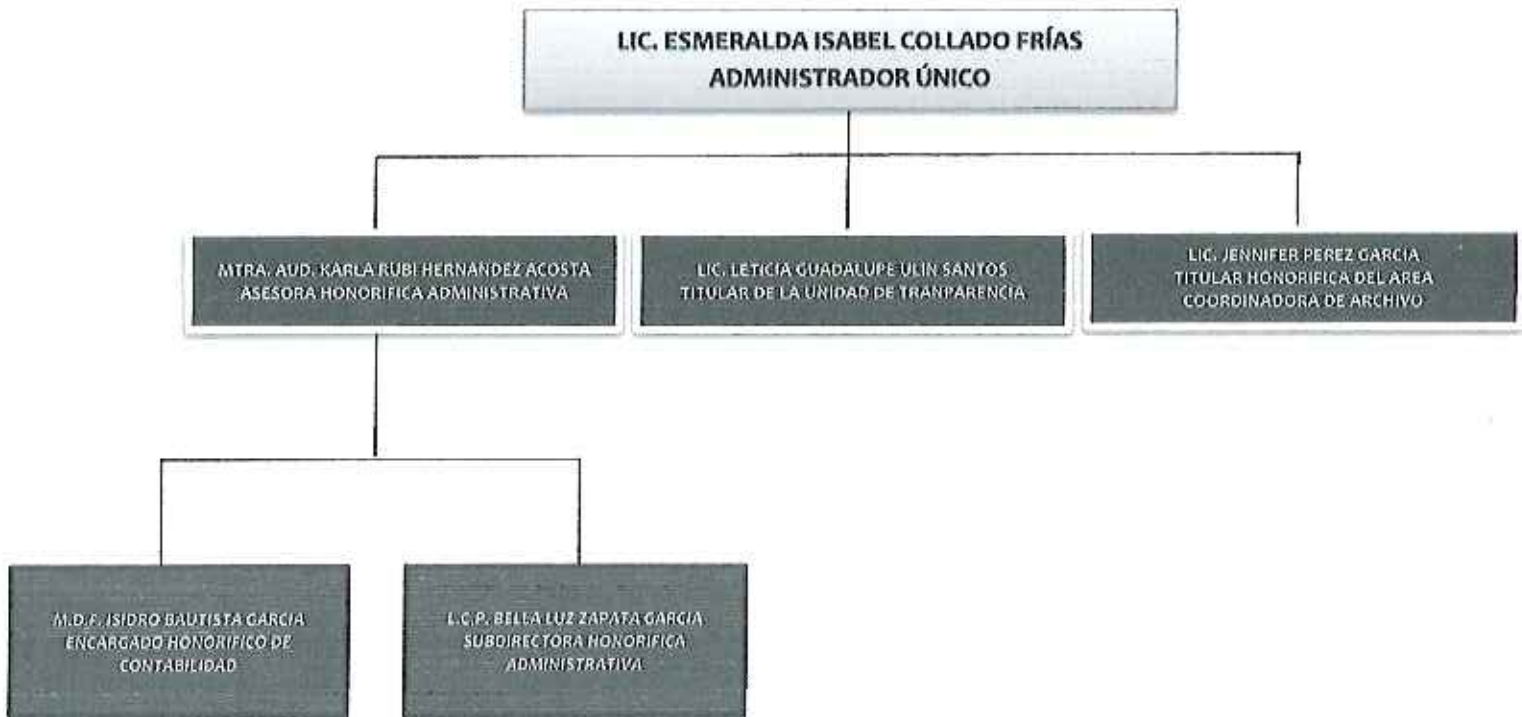 LIC. ESMERALDA ISABEL COLLADO FRÍAS
ADMINISTRADOR ÚNICO
MTRA. AUD. KARLA RUBI HERNANDEZ ACOSTA
ASESORA HONORIFICA ADMINISTRATIVA
LIC. LETICIA GUADALUPE ULIN SANTOS
TITULAR DE LA UNIDAD DE TRANPARENCIA
LIC. JENNIFER PEREZ GARCIA
TITULAR HONORIFICA DEL AREA
COORDINADORA DE ARCHIVO
M.D.F. ISIDRO BAUTISTA GARCIA
ENCARGADO HONORIFICO DE
CONTABILIDAD
L.C.P. BELLA LUZ ZAPATA GARCIA
SUBDIRECTORA HONORIFICA
ADMINISTRATIVA